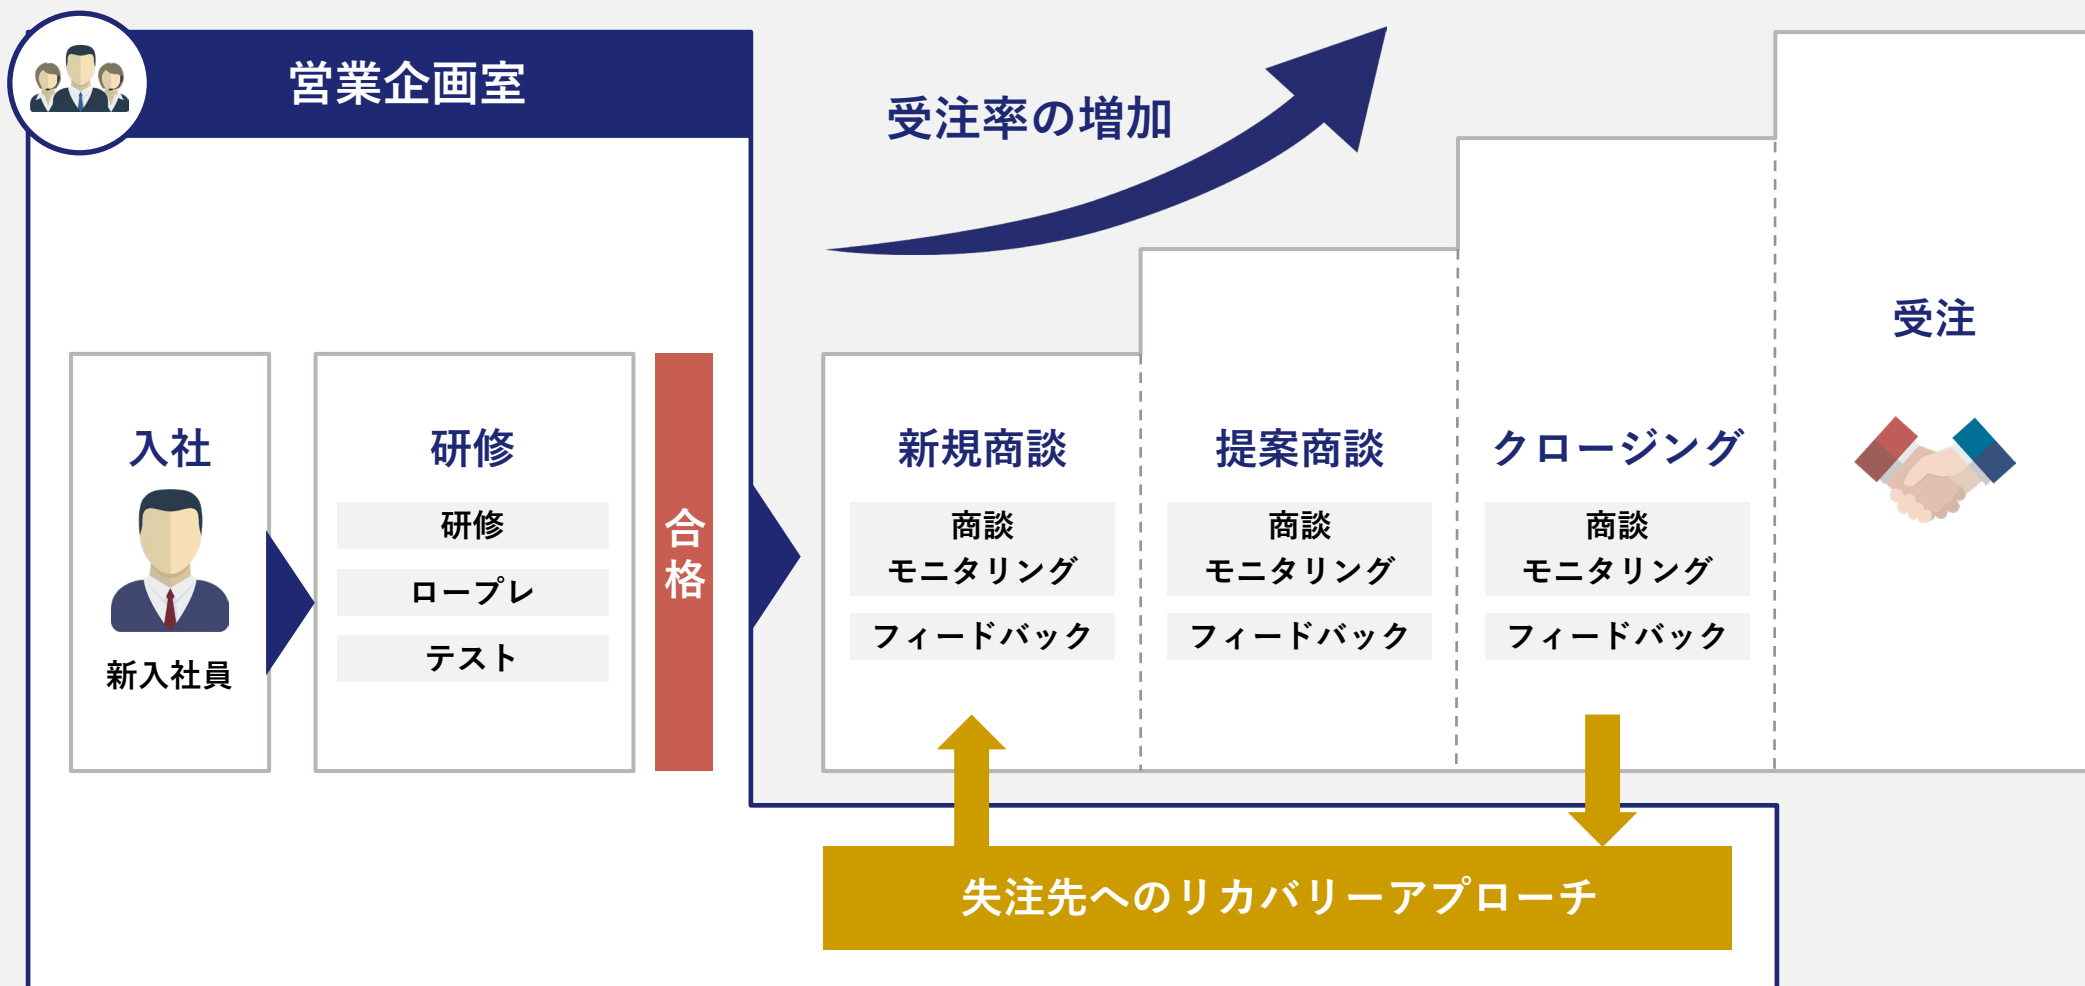 営業企画室
受注率の増加
入社
新入社員
研修
研修
ロープレ
テスト
合格
新規商談
商談
モニタリング
フィードバック
提案商談
商談
モニタリング
フィードバック
クロージング
商談
モニタリング
フィードバック
受注
失注先へのリカバリーアプローチ